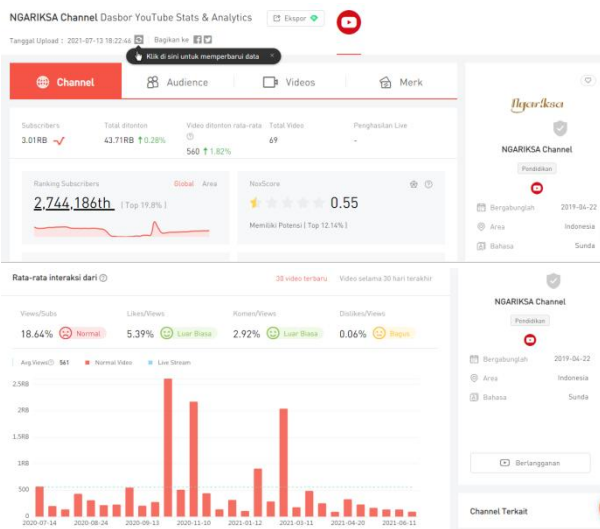 NGARIKSA Channel Dasbor YouTube Stats & Analytics
Ekspor
Tanggal Upload : 2021-07-13 18:22:44
Bagikan ke
Klik di sini untuk memperbarui data ×
Channel
Audience
Videos
Merk
Subscribers
Total ditonton
Video ditonton rata-rata
Total Video
Penghasilan Live
3.01RB
43.71RB 0.28%
560 1.82%
69
-
Ranking Subscribers
Global Area
2,744,186th ( Top 19.8% )
NoxScore
0.55
Memiliki Potensi ( Top 12.14% )
Ngariksa
NGARIKSA Channel
Pendidikan
Bergabunglah 2019-04-22
Area Indonesia
Bahasa Sunda
Rata-rata interaksi dari
30 video terbaru
Video selama 30 hari terakhir
Views/Subs
Likes/Views
Komen/Views
Dislikes/Views
18.64% Normal
5.39% Luar Biasa
2.92% Luar Biasa
0.06% Bagus
Avg Views 561
Normal Video
Live Stream
2.5RB
2RB
1.5RB
1RB
500
0
2020-07-14 2020-08-24 2020-09-13 2020-11-10 2021-01-12 2021-03-11 2021-04-20 2021-06-11
NGARIKSA Channel
Pendidikan
Bergabunglah 2019-04-22
Area Indonesia
Bahasa Sunda
Berlangganan
Channel Terkait